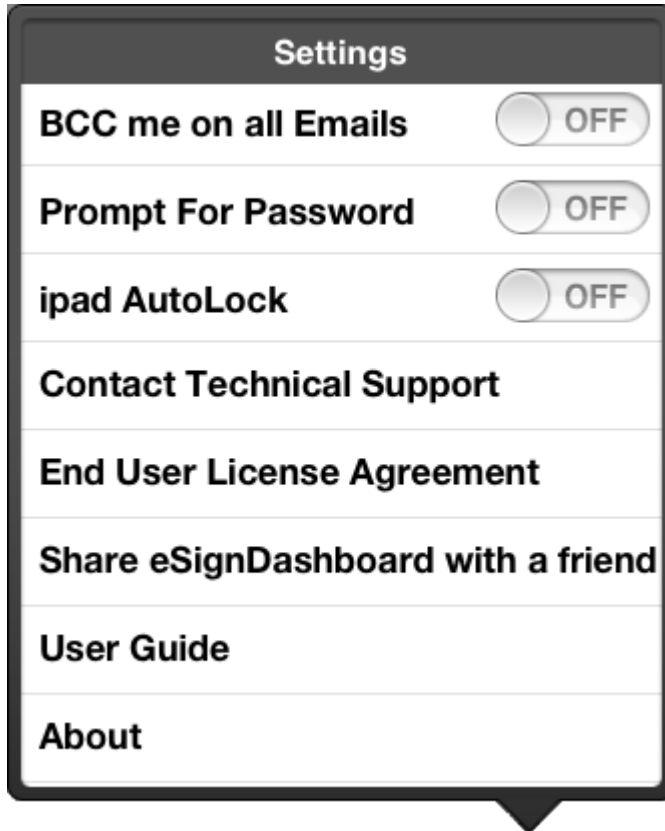 Settings
BCC me on all Emails OFF
Prompt For Password OFF
ipad AutoLock OFF
Contact Technical Support
End User License Agreement
Share eSignDashboard with a friend
User Guide
About